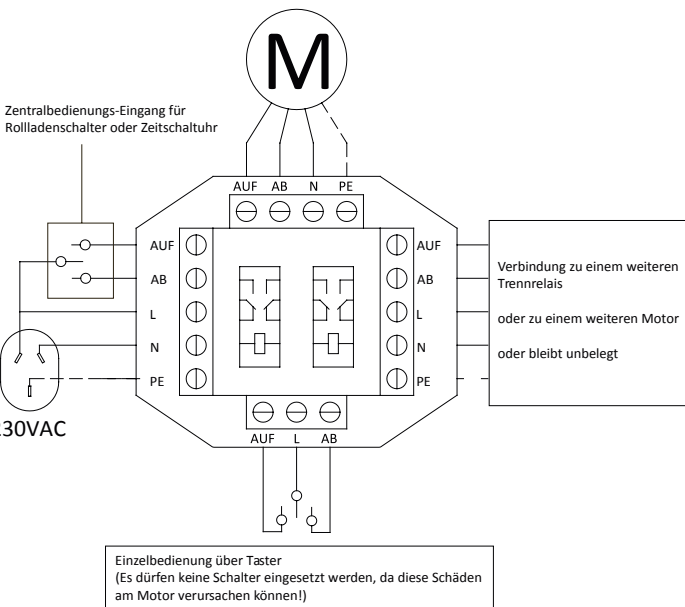 M
Zentralbedienungs-Eingang für
Rollladenschalter oder Zeitschaltuhr
AUF AB N PE
AUF
AB
L
N
PE
AUF
AB
L
N
PE
Verbindung zu einem weiteren
Trennrelais
oder zu einem weiteren Motor
oder bleibt unbelegt
230VAC
AUF L AB
Einzelbedienung über Taster
(Es dürfen keine Schalter eingesetzt werden, da diese Schäden
am Motor verursachen können!)